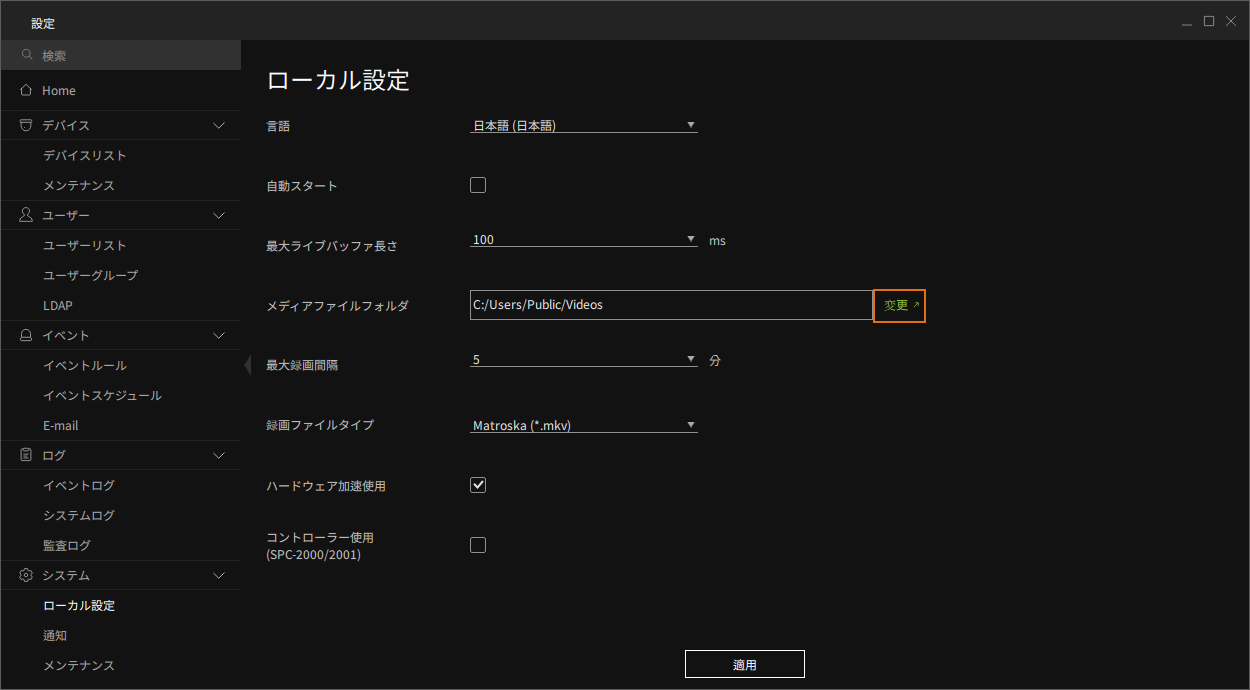 設定
検索
Home
デバイス
デバイスリスト
メンテナンス
ユーザー
ユーザーリスト
ユーザーグループ
LDAP
イベント
イベントルール
イベントスケジュール
E-mail
ログ
イベントログ
システムログ
監査ログ
システム
ローカル設定
通知
メンテナンス
ローカル設定
言語 日本語 (日本語)
自動スタート
最大ライブバッファ長さ 100 ms
メディアファイルフォルダ C:/Users/Public/Videos 変更
最大録画間隔 5 分
録画ファイルタイプ Matroska (*.mkv)
ハードウェア加速使用
コントローラー使用
(SPC-2000/2001)
適用